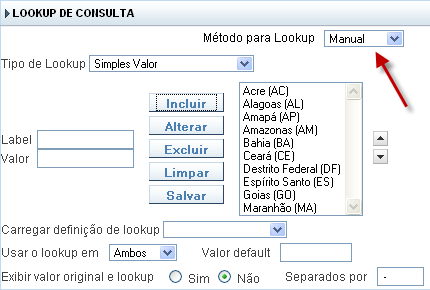 LOOKUP DE CONSULTA
Método para Lookup Manual
Tipo de Lookup Simples Valor
Incluir
Alterar
Excluir
Limpar
Salvar
Label
Valor
Acre (AC)
Alagoas (AL)
Amapá (AP)
Amazonas (AM)
Bahia (BA)
Ceará (CE)
Destrito Federal (DF)
Espírito Santo (ES)
Goias (GO)
Maranhão (MA)
Carregar definição de lookup
Usar o lookup em Ambos Valor default
Exibir valor original e lookup Sim Não Separados por -